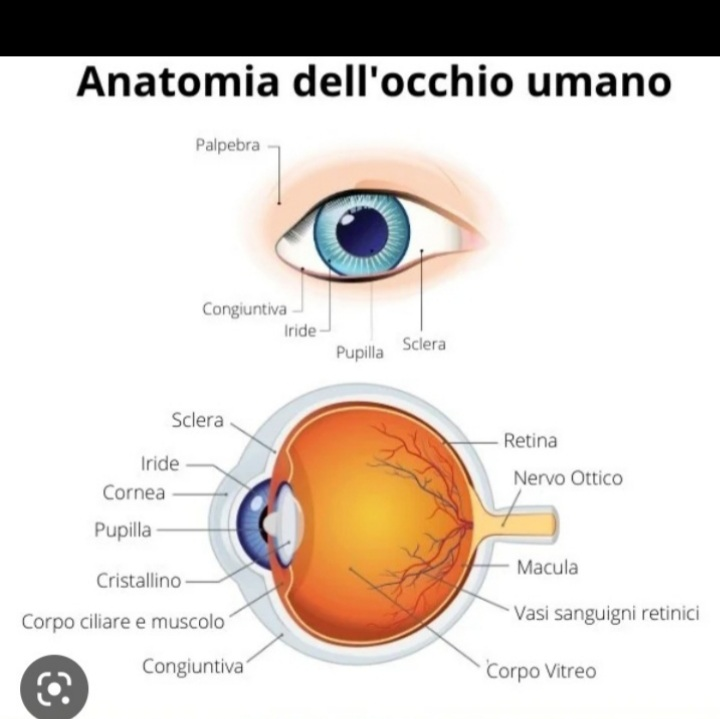 Anatomia dell'occhio umano
Palpebra
Congiuntiva
Iride
Pupilla
Sclera
Sclera
Iride
Cornea
Pupilla
Cristallino
Corpo ciliare e muscolo
Congiuntiva
Retina
Nervo Ottico
Macula
Vasi sanguigni retinici
Corpo Vitreo